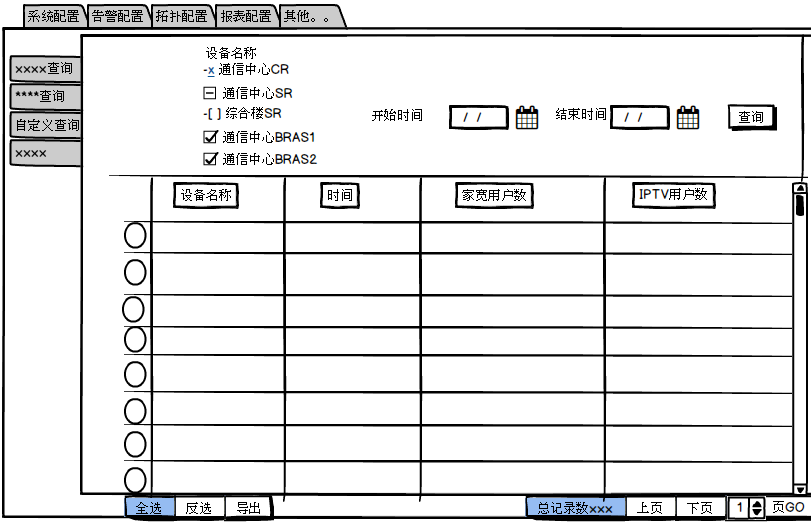 系统配置 告警配置 拓扑配置 报表配置 其他。。
xxxx查询
****查询
自定义查询
xxxx
设备名称
-x 通信中心CR
通信中心SR
-[ ] 综合楼SR
通信中心BRAS1
通信中心BRAS2
开始时间 / / 结束时间 / / 查询
设备名称 时间 家宽用户数 IPTV用户数
全选 反选 导出 总记录数xxx 上页 下页 1 页GO